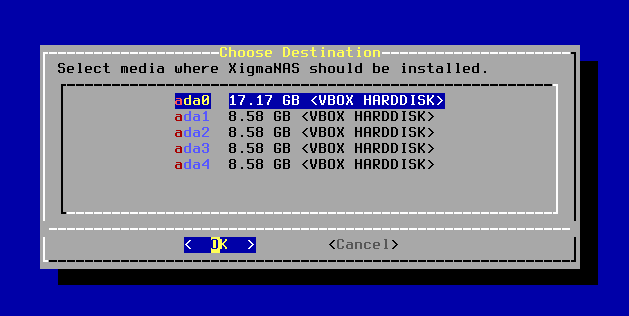 Choose Destination
Select media where XigmaNAS should be installed.
ada0 17.17 GB <VBOX HARDDISK>
ada1 8.58 GB <VBOX HARDDISK>
ada2 8.58 GB <VBOX HARDDISK>
ada3 8.58 GB <VBOX HARDDISK>
ada4 8.58 GB <VBOX HARDDISK>
< OK > <Cancel>